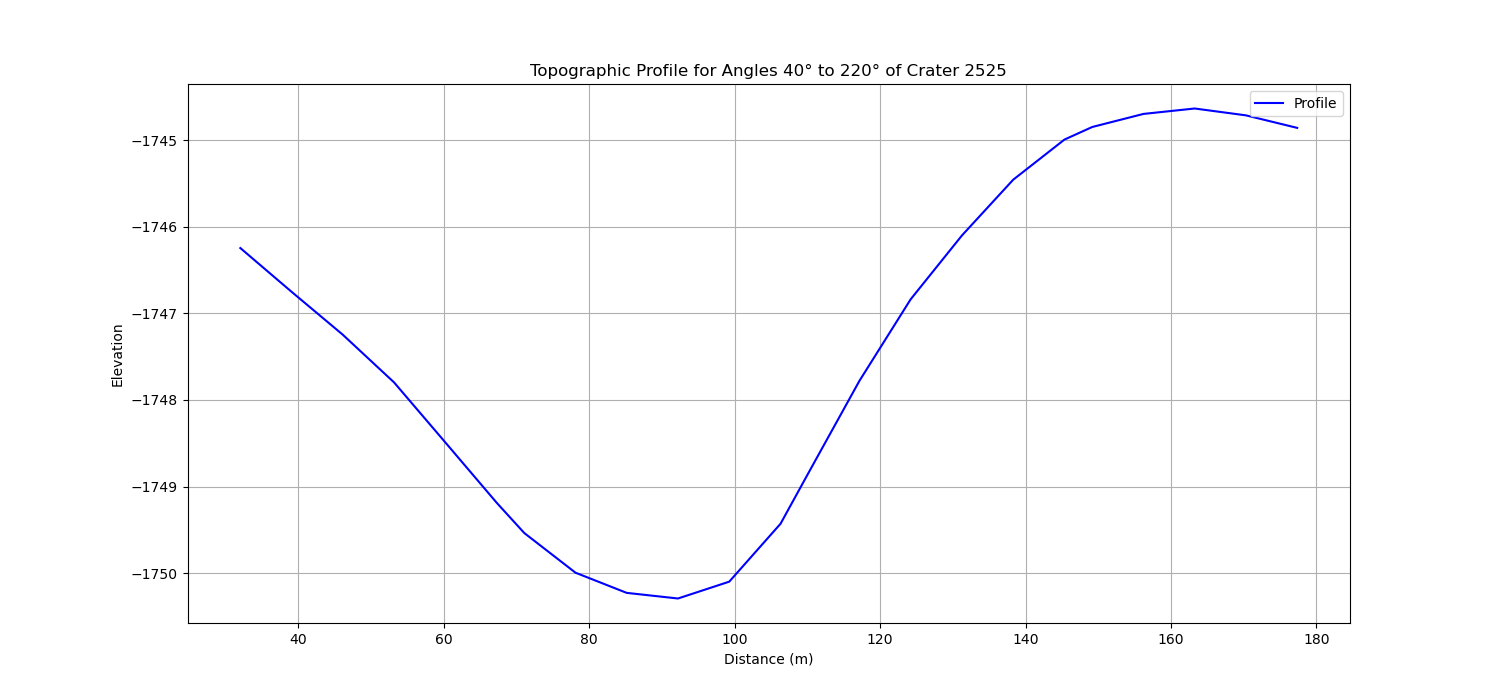 Topographic Profile for Angles 40° to 220° of Crater 2525
Profile
−1745
−1746
−1747
−1748
−1749
−1750
Elevation
40 60 80 100 120 140 160 180
Distance (m)